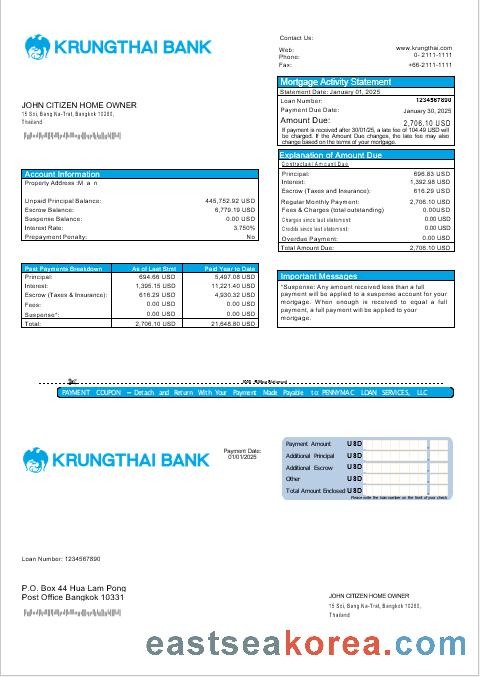 KRUNGTHAI BANK
Contact Us:
Web: www.krungthai.com
Phone: 0- 2111-1111
Fax: +66-2111-1111
Mortgage Activity Statement
Statement Date: January 01, 2025
Loan Number: 1234567890
Payment Due Date: January 30, 2025
Amount Due: 2,706.10 USD
If payment is received after 30/01/25, a late fee of 104.49 USD will
be charged. If the Amount Due changes, the late fee may also
change based on the terms of your mortgage.
JOHN CITIZEN HOME OWNER
15 Soi, Bang Na-Trat, Bangkok 10260,
Thailand
Explanation of Amount Due
Contractual Amount Due
Principal: 696.83 USD
Interest: 1,392.98 USD
Escrow (Taxes and Insurance): 616.29 USD
Regular Monthly Payment: 2,706.10 USD
Fees & Charges (total outstanding) 0.00USD
Charges since last statement: 0.00 USD
Credits since last statement: 0.00 USD
Overdue Payment: 0.00 USD
Total Amount Due: 2,706.10 USD
Account Information
Property Address :M a n
Unpaid Principal Balance: 445,752.92 USD
Escrow Balance: 6,779.19 USD
Suspense Balance: 0.00 USD
Interest Rate: 3.750%
Prepayment Penalty: No
Past Payments Breakdown As of Last Stmt Paid Year to Date
Principal: 694.66 USD 5,497.08 USD
Interest: 1,395.15 USD 11,221.40 USD
Escrow (Taxes & Insurance): 616.29 USD 4,930.32 USD
Fees: 0.00 USD 0.00 USD
Suspense*: 0.00 USD 0.00 USD
Total: 2,706.10 USD 21,648.80 USD
Important Messages
*Suspense: Any amount received less than a full
payment will be applied to a suspense account for your
mortgage. When enough is received to equal a full
payment, a full payment will be applied to your
mortgage.
PAYMENT COUPON – Detach and Return With Your Payment Made Payable to: PENNYMAC LOAN SERVICES, LLC
KRUNGTHAI BANK
Payment Date:
01/01/2025
Payment Amount USD
Additional Principal USD
Additional Escrow USD
Other USD
Total Amount Enclosed USD
Please write the loan number on the front of your check
Loan Number: 1234567890
P.O. Box 44 Hua Lam Pong
Post Office Bangkok 10331
JOHN CITIZEN HOME OWNER
15 Soi, Bang Na-Trat, Bangkok 10260,
Thailand
eastseakorea.com